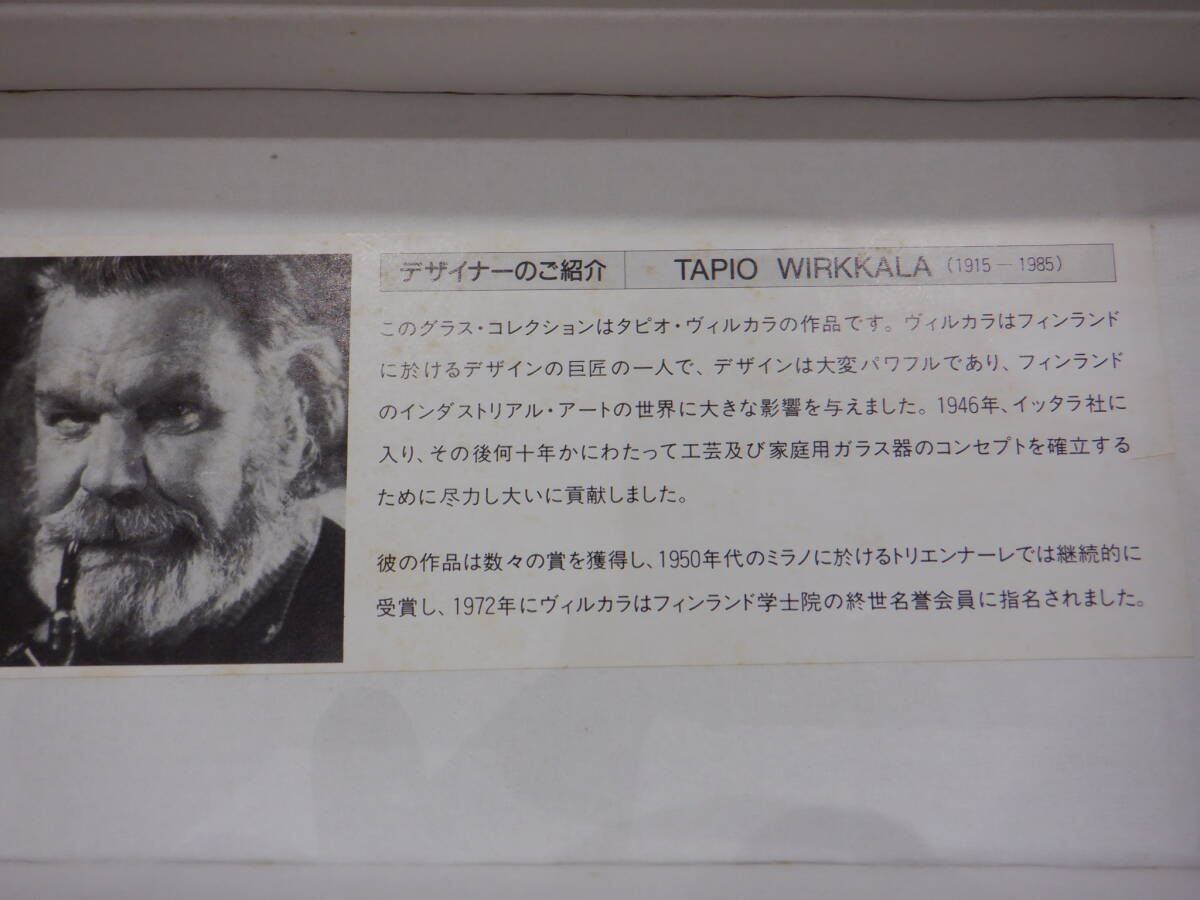 デザイナーのご紹介 TAPIO WIRKKALA (1915－1985)
このグラス・コレクションはタピオ・ヴィルカラの作品です。ヴィルカラはフィンランド
に於けるデザインの巨匠の一人で、デザインは大変パワフルであり、フィンランド
のインダストリアル・アートの世界に大きな影響を与えました。1946年、イッタラ社に
入り、その後何十年かにわたって工芸及び家庭用ガラス器のコンセプトを確立する
ために尽力し大いに貢献しました。
彼の作品は数々の賞を獲得し、1950年代のミラノに於けるトリエンナーレでは継続的に
受賞し、1972年にヴィルカラはフィンランド学士院の終世名誉会員に指名されました。